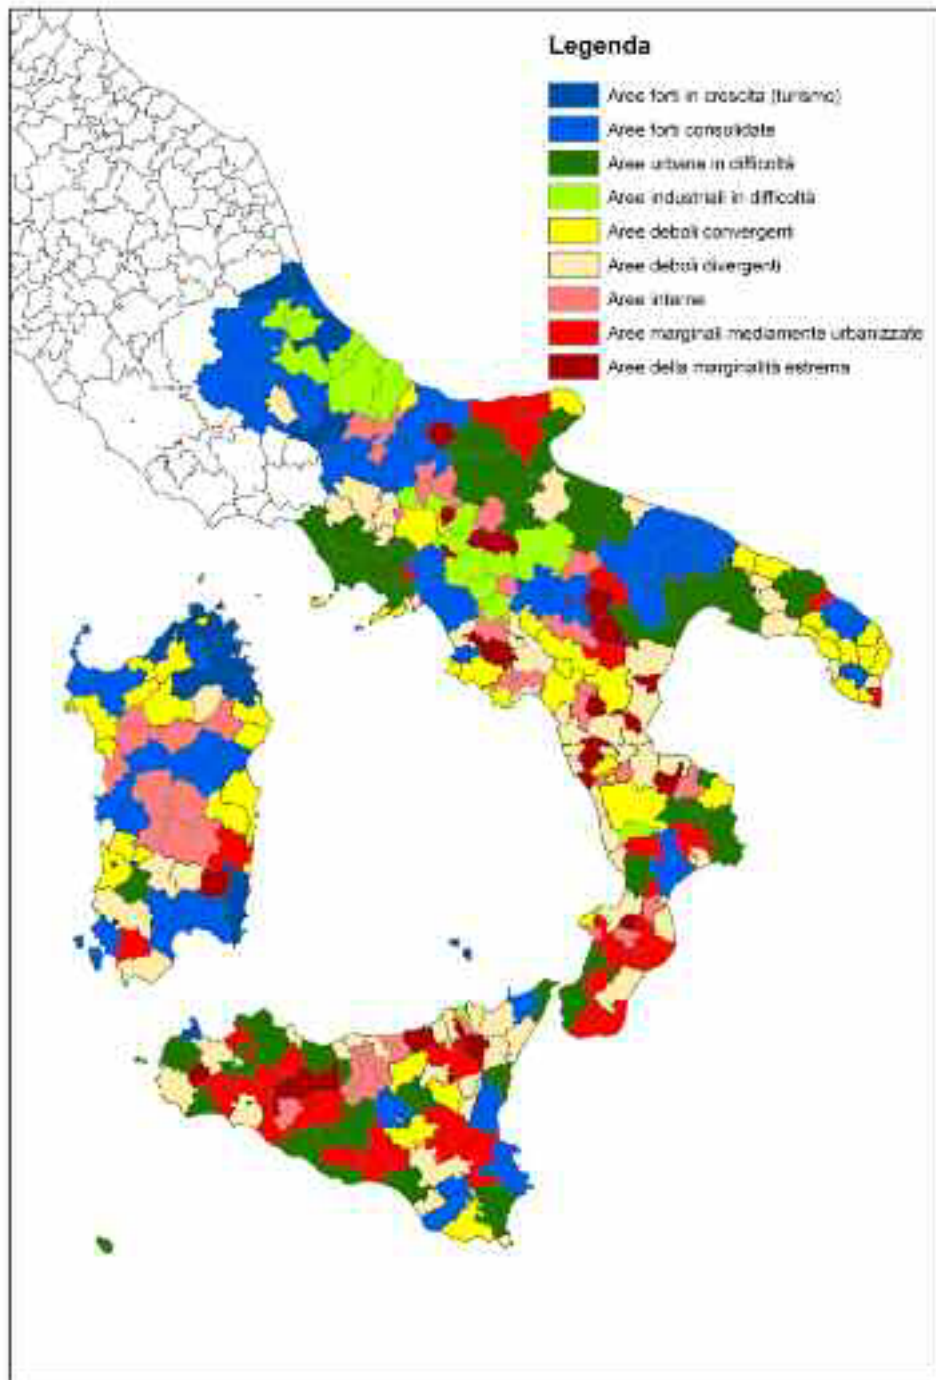 Legenda
Aree forti in crescita (turismo)
Aree forti consolidate
Aree urbane in difficoltà
Aree industriali in difficoltà
Aree deboli convergenti
Aree deboli divergenti
Aree interne
Aree marginali mediamente urbanizzate
Aree della marginalità estrema